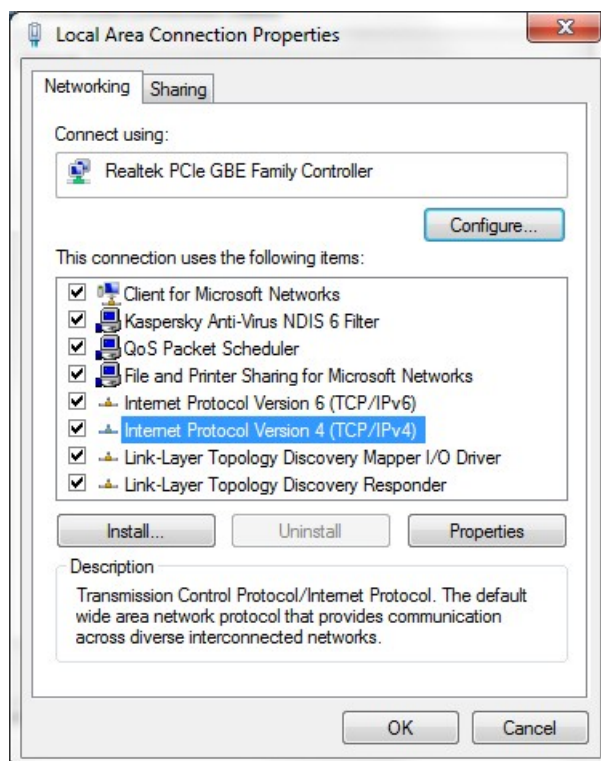 Local Area Connection Properties
Networking
Sharing
Connect using:
Realtek PCIe GBE Family Controller
Configure...
This connection uses the following items:
Client for Microsoft Networks
Kaspersky Anti-Virus NDIS 6 Filter
QoS Packet Scheduler
File and Printer Sharing for Microsoft Networks
Internet Protocol Version 6 (TCP/IPv6)
Internet Protocol Version 4 (TCP/IPv4)
Link-Layer Topology Discovery Mapper I/O Driver
Link-Layer Topology Discovery Responder
Install...
Uninstall
Properties
Description
Transmission Control Protocol/Internet Protocol. The default
wide area network protocol that provides communication
across diverse interconnected networks.
OK
Cancel